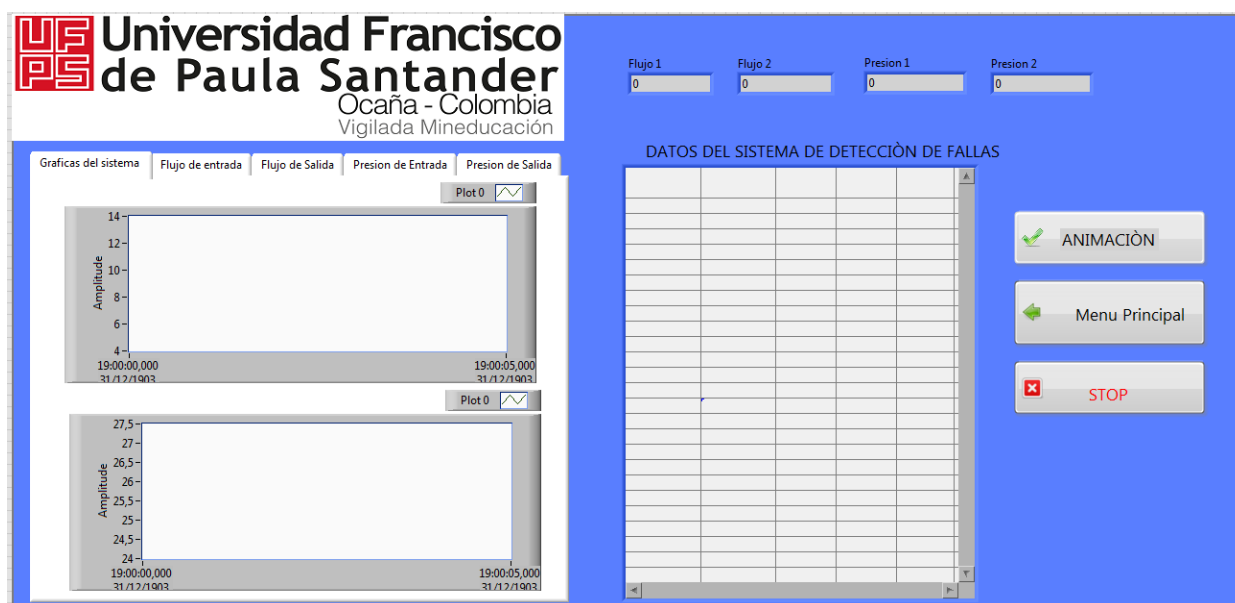 UFPS
Universidad Francisco
de Paula Santander
Ocaña - Colombia
Vigilada Mineducación
Flujo 1
Flujo 2
Presion 1
Presion 2
0
0
0
0
Graficas del sistema
Flujo de entrada
Flujo de Salida
Presion de Entrada
Presion de Salida
Plot 0
Amplitude
14
12
10
8
6
4
19:00:00,000
31/12/1903
19:00:05,000
31/12/1903
Plot 0
Amplitude
27,5
27
26,5
26
25,5
25
24,5
24
19:00:00,000
31/12/1903
19:00:05,000
31/12/1903
DATOS DEL SISTEMA DE DETECCIÒN DE FALLAS
ANIMACIÒN
Menu Principal
STOP